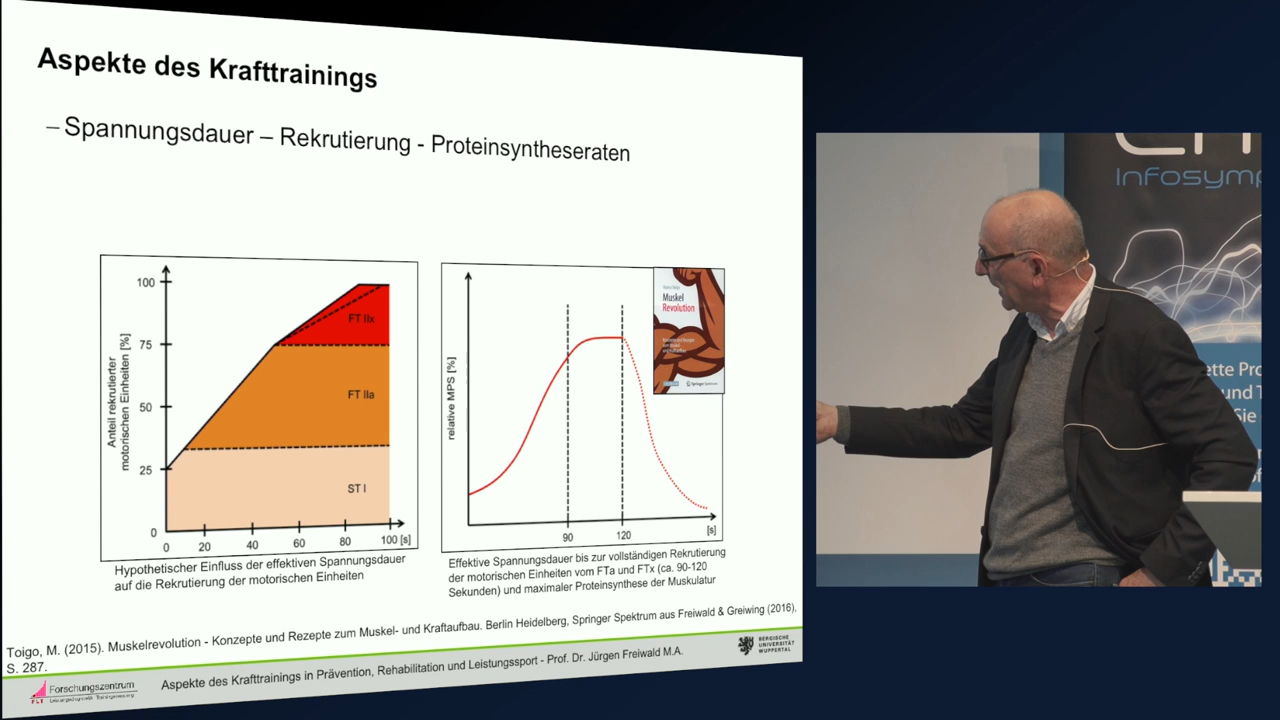 Aspekte des Krafttrainings
– Spannungsdauer – Rekrutierung - Proteinsyntheseraten
Anteil rekrutierter
motorischen Einheiten [%]
100
75
50
25
0
FT IIx
FT IIa
ST I
0 20 40 60 80 100 [s]
Hypothetischer Einfluss der effektiven Spannungsdauer
auf die Rekrutierung der motorischen Einheiten
relative MPS [%]
90 120 [s]
Muskel
Revolution
Springer Spektrum
Effektive Spannungsdauer bis zur vollständigen Rekrutierung
der motorischen Einheiten vom FTa und FTx (ca. 90-120
Sekunden) und maximaler Proteinsynthese der Muskulatur
Toigo, M. (2015). Muskelrevolution - Konzepte und Rezepte zum Muskel- und Kraftaufbau. Berlin Heidelberg, Springer Spektrum aus Freiwald & Greiwing (2016).
S. 287.
Forschungszentrum
FLT
Aspekte des Krafttrainings in Prävention, Rehabilitation und Leistungssport - Prof. Dr. Jürgen Freiwald M.A.
BERGISCHE
UNIVERSITÄT
WUPPERTAL
Infosymp
ette Pro
und T
Sie